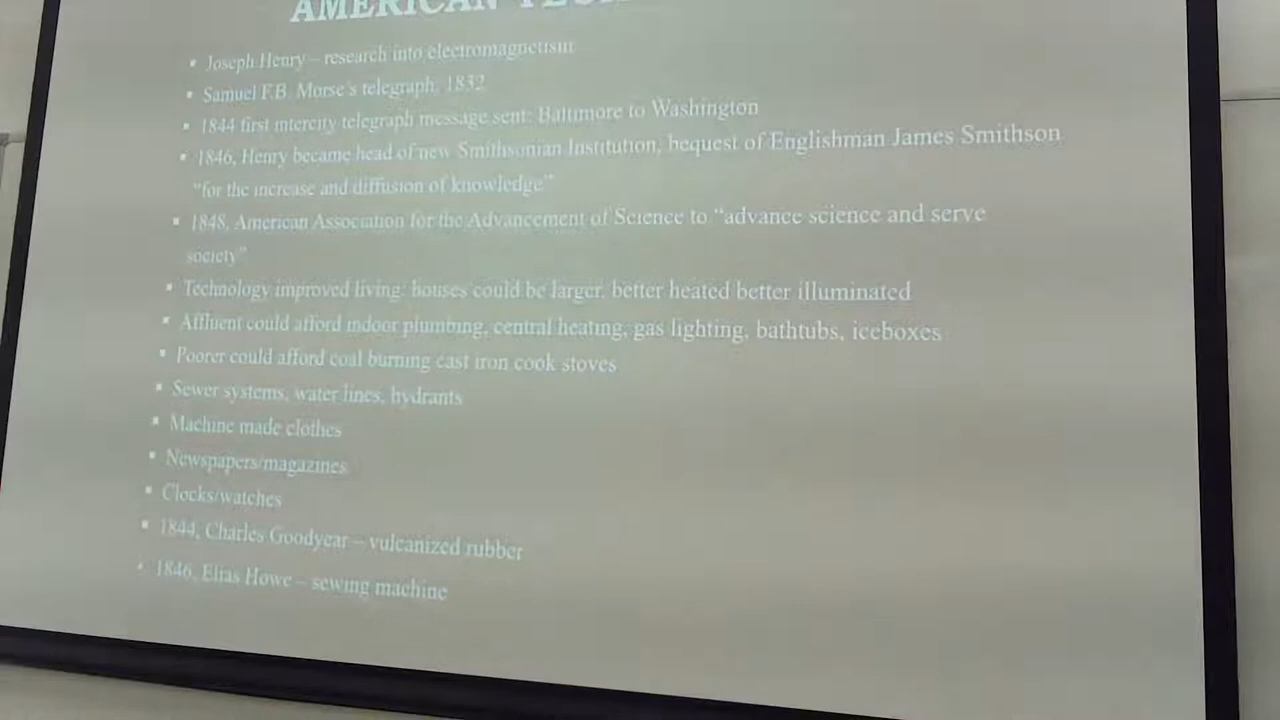 AMERICAN
▪ Joseph Henry – research into electromagnetism
▪ Samuel F.B. Morse's telegraph, 1832
▪ 1844 first intercity telegraph message sent: Baltimore to Washington
▪ 1846, Henry became head of new Smithsonian Institution, bequest of Englishman James Smithson
"for the increase and diffusion of knowledge"
▪ 1848, American Association for the Advancement of Science to "advance science and serve
society"
▪ Technology improved living: houses could be larger, better heated better illuminated
▪ Affluent could afford indoor plumbing, central heating, gas lighting, bathtubs, iceboxes
▪ Poorer could afford coal burning cast iron cook stoves
▪ Sewer systems, water lines, hydrants
▪ Machine made clothes
▪ Newspapers/magazines
▪ Clocks/watches
▪ 1844, Charles Goodyear – vulcanized rubber
▪ 1846, Elias Howe – sewing machine